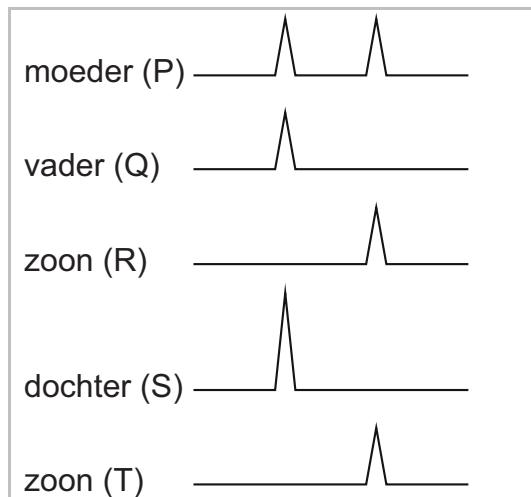 moeder (P)
vader (Q)
zoon (R)
dochter (S)
zoon (T)